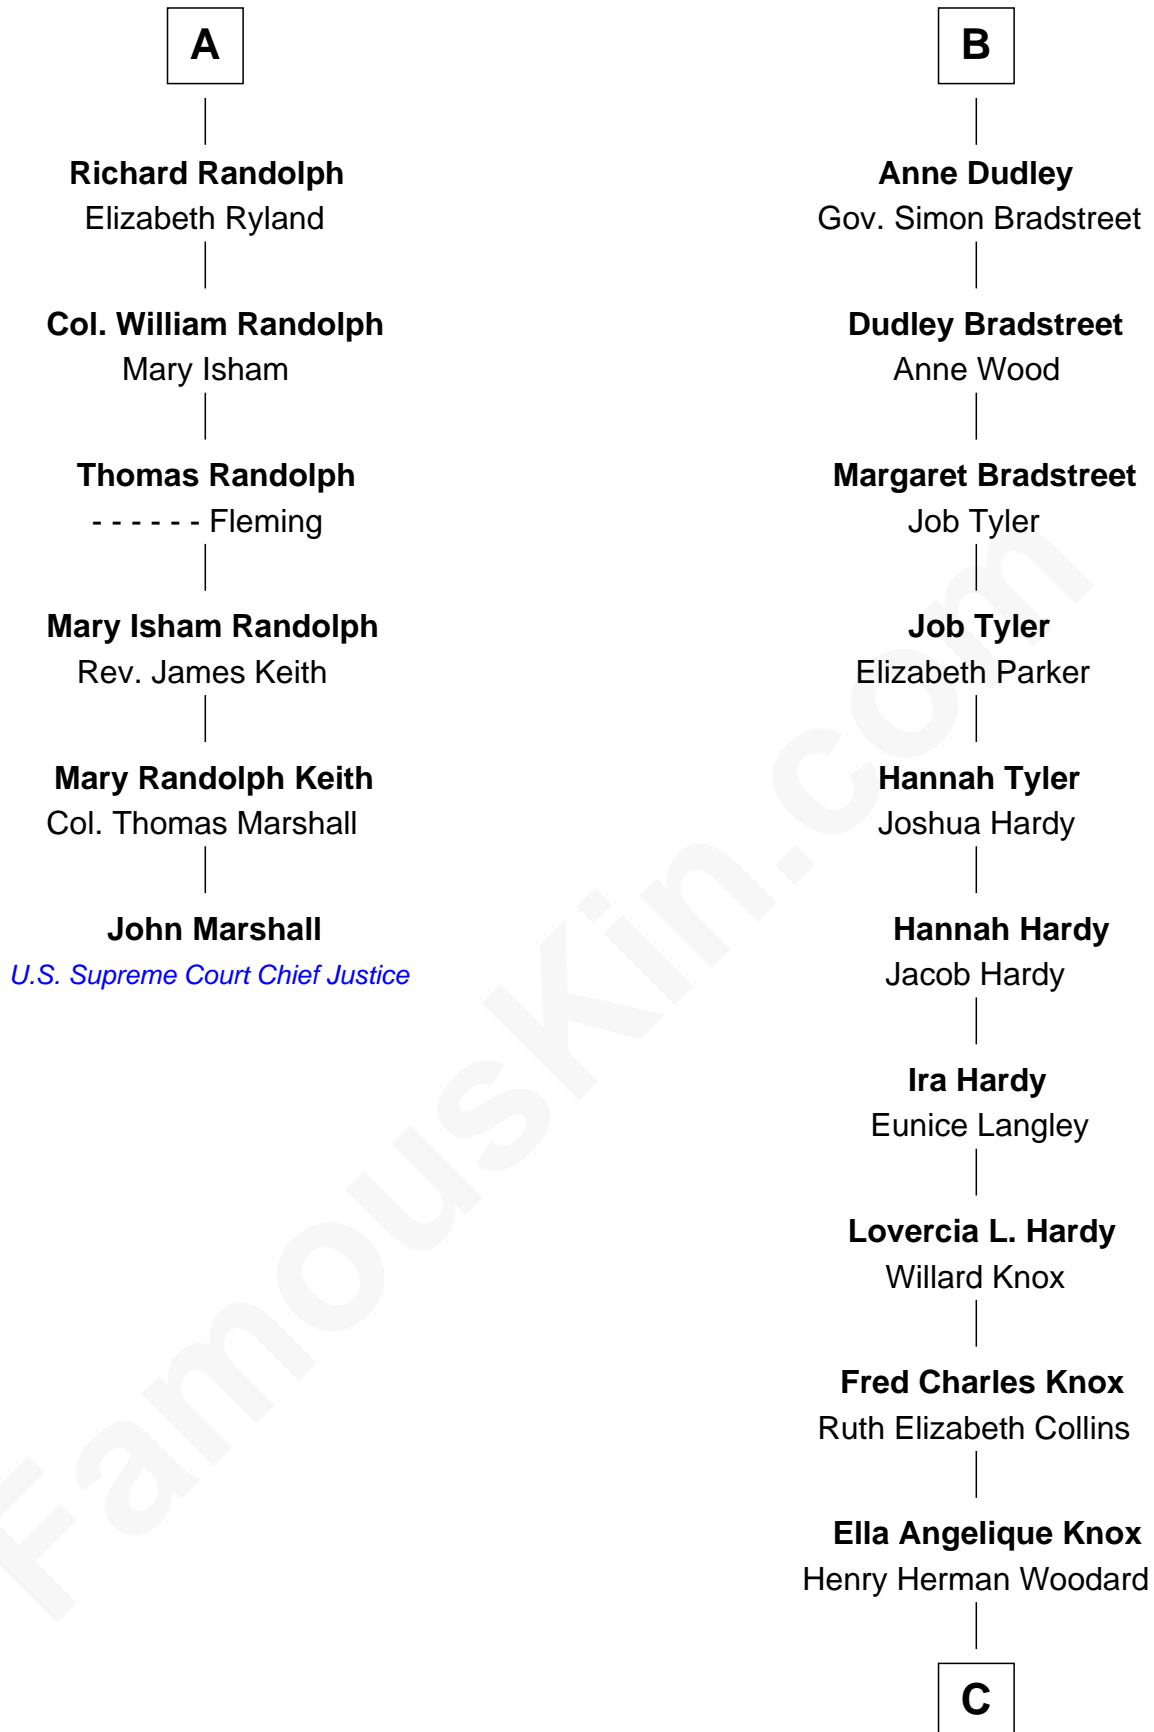 A
Richard Randolph
Elizabeth Ryland
Col. William Randolph
Mary Isham
Thomas Randolph
- - - - - - Fleming
Mary Isham Randolph
Rev. James Keith
Mary Randolph Keith
Col. Thomas Marshall
John Marshall
U.S. Supreme Court Chief Justice
B
Anne Dudley
Gov. Simon Bradstreet
Dudley Bradstreet
Anne Wood
Margaret Bradstreet
Job Tyler
Job Tyler
Elizabeth Parker
Hannah Tyler
Joshua Hardy
Hannah Hardy
Jacob Hardy
Ira Hardy
Eunice Langley
Lovercia L. Hardy
Willard Knox
Fred Charles Knox
Ruth Elizabeth Collins
Ella Angelique Knox
Henry Herman Woodard
C
FamousKin.com